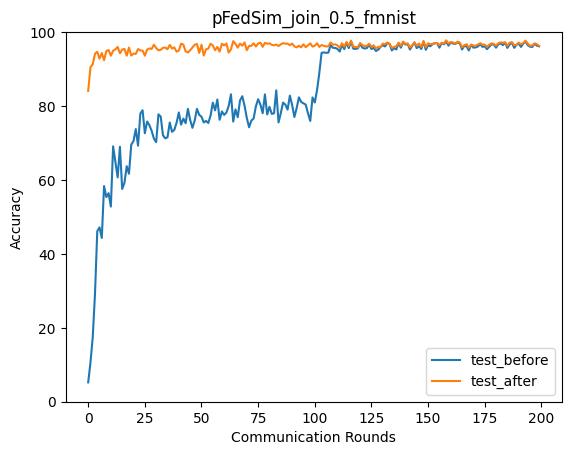 pFedSim_join_0.5_fmnist
100
80
60
40
20
0
Accuracy
0 25 50 75 100 125 150 175 200
Communication Rounds
test_before
test_after